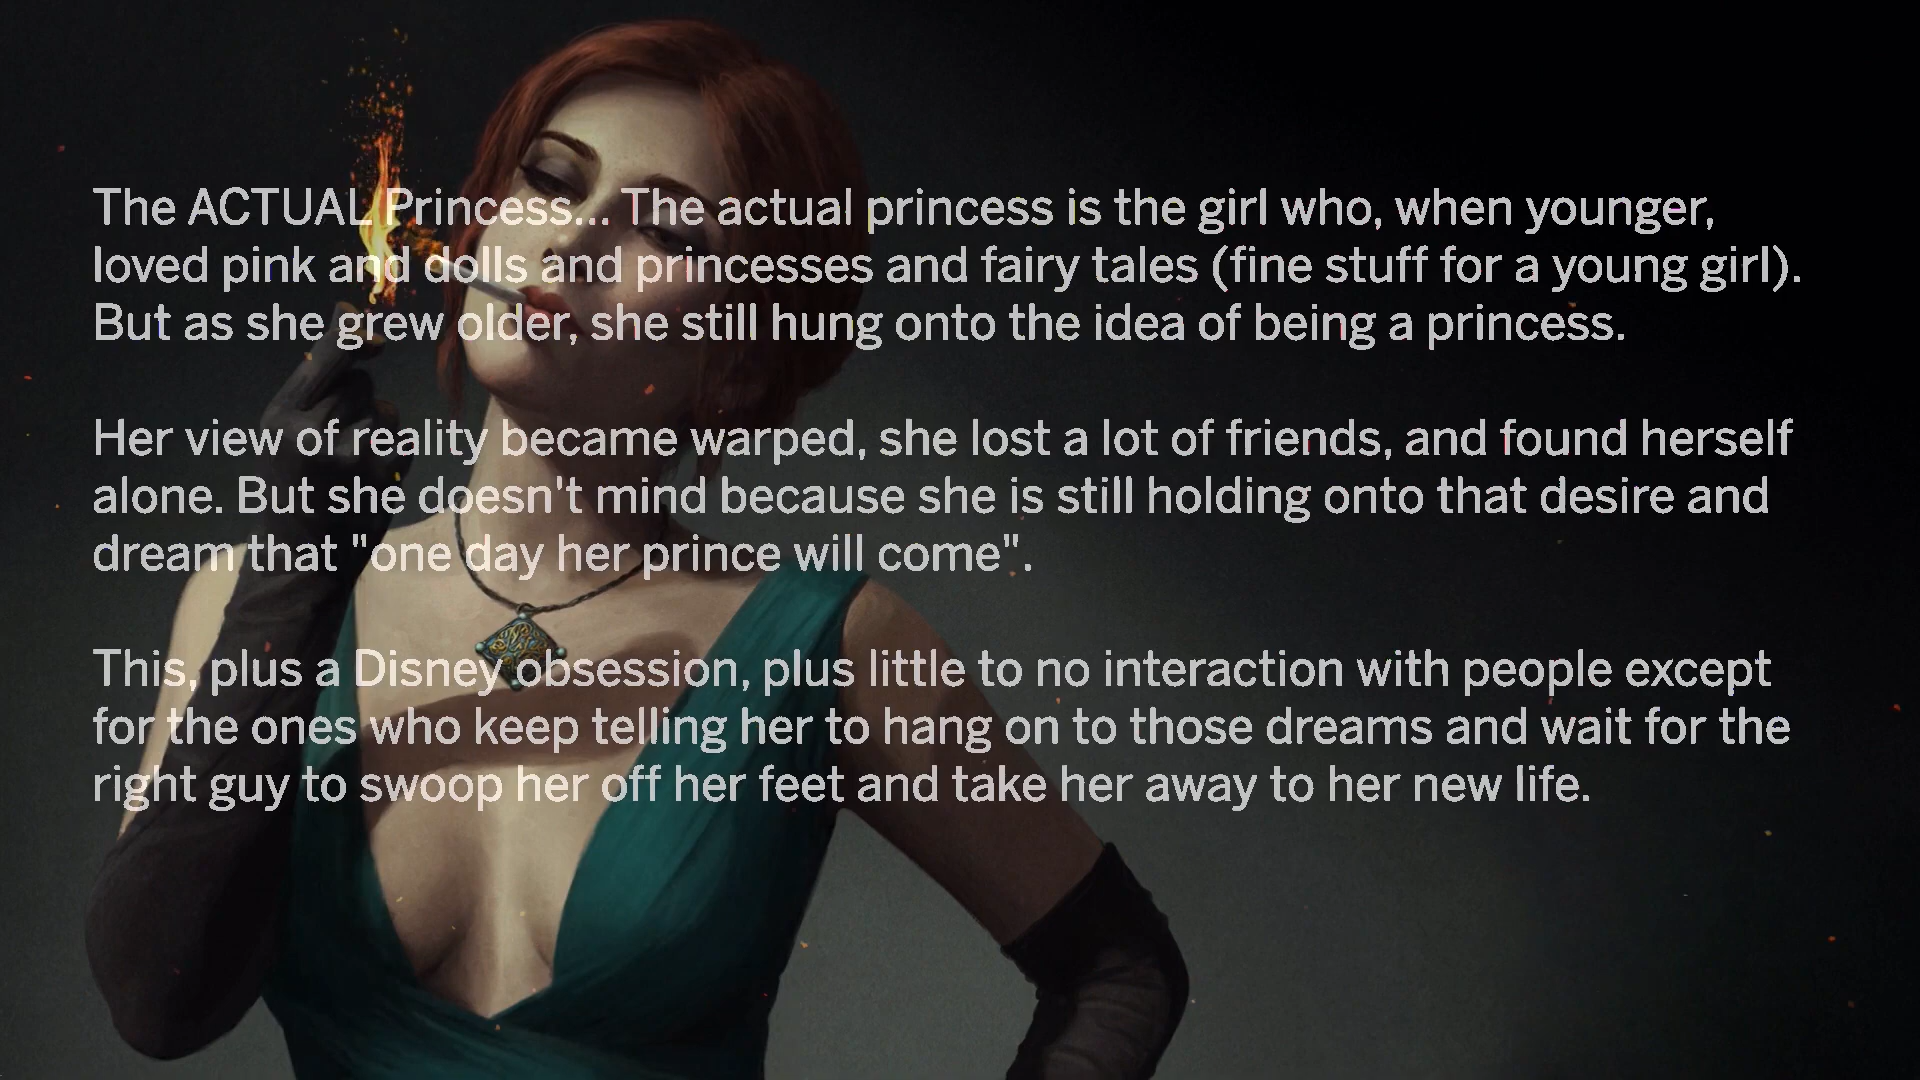 The ACTUAL Princess... The actual princess is the girl who, when younger,
loved pink and dolls and princesses and fairy tales (fine stuff for a young girl).
But as she grew older, she still hung onto the idea of being a princess.
Her view of reality became warped, she lost a lot of friends, and found herself
alone. But she doesn't mind because she is still holding onto that desire and
dream that "one day her prince will come".
This, plus a Disney obsession, plus little to no interaction with people except
for the ones who keep telling her to hang on to those dreams and wait for the
right guy to swoop her off her feet and take her away to her new life.